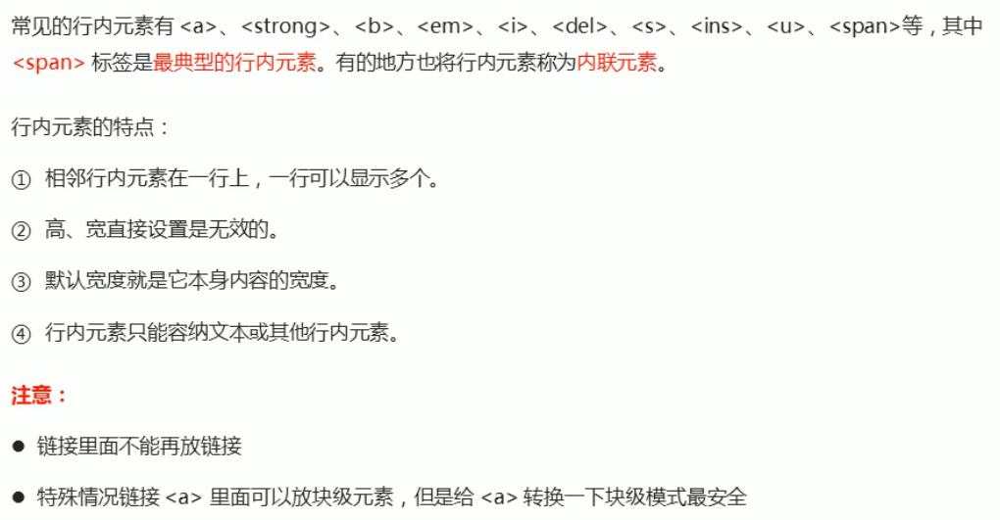 常见的行内元素有 <a>、<strong>、<b>、<em>、<i>、<del>、<s>、<ins>、<u>、<span>等，其中
<span> 标签是最典型的行内元素。有的地方也将行内元素称为内联元素。
行内元素的特点：
① 相邻行内元素在一行上，一行可以显示多个。
② 高、宽直接设置是无效的。
③ 默认宽度就是它本身内容的宽度。
④ 行内元素只能容纳文本或其他行内元素。
注意：
● 链接里面不能再放链接
● 特殊情况链接 <a> 里面可以放块级元素，但是给 <a> 转换一下块级模式最安全